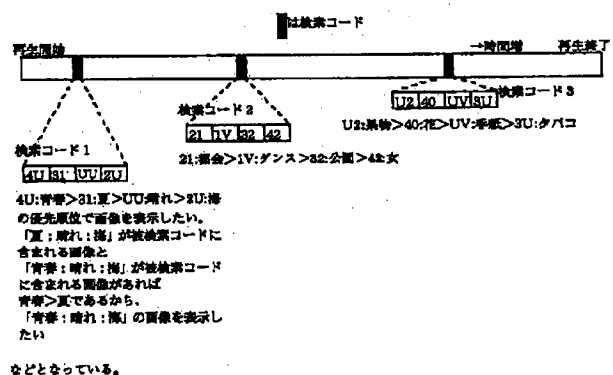 は検索コード
再生開始
→時間増
再生終了
検索コード1
4U 31 UU 2U
4U:青春>31:夏>UU:晴れ>2U:海
の優先順位で画像を表示したい。
「夏:晴れ:海」が被検索コードに
含まれる画像と
「青春:晴れ:海」が被検索コード
に含まれる画像があれば
青春>夏であるから、
「青春:晴れ:海」の画像を表示し
たい
検索コード2
21 1V 32 42
21:都会>1V:ダンス>32:公園>42:女
検索コード3
U2 40 UV 3U
U2:果物>40:花>UV:手紙>3U:タバコ
などとなっている。